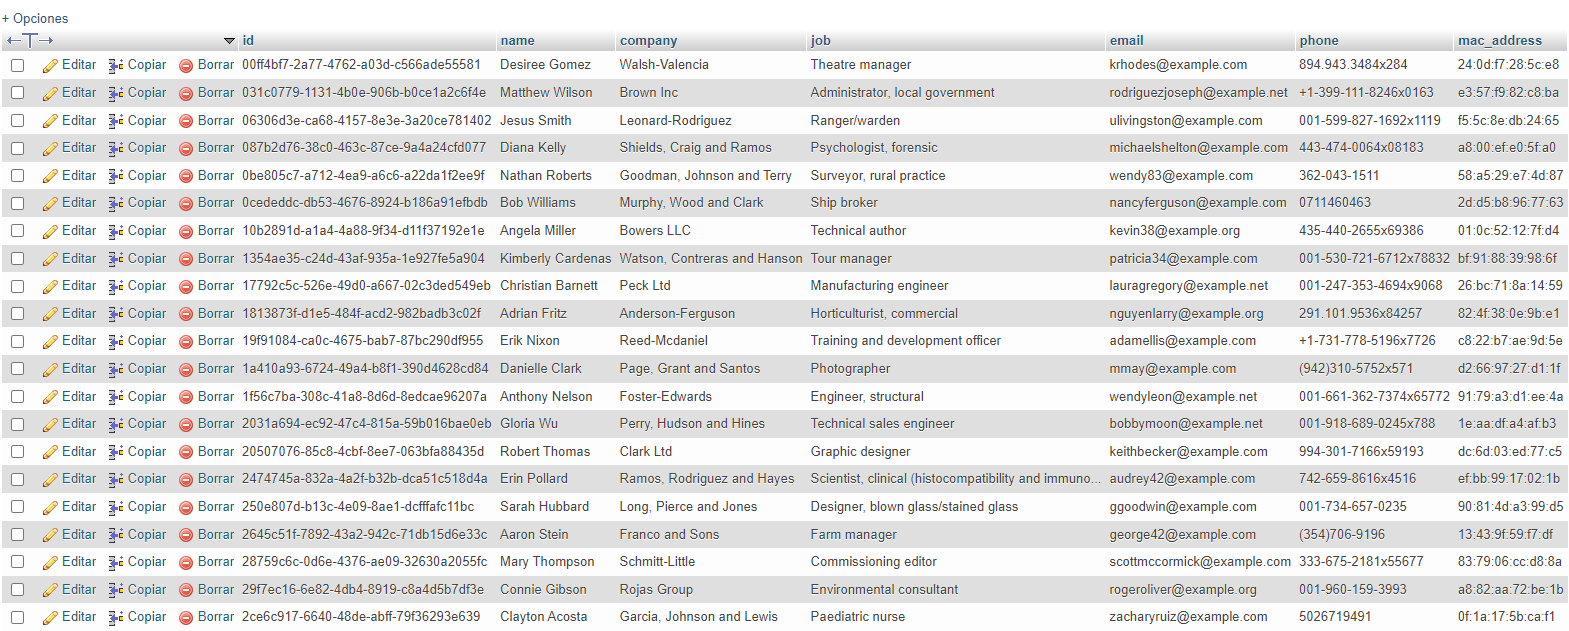 + Opciones
←T→ ▼ id name company job email phone mac_address
Editar Copiar Borrar 00ff4bf7-2a77-4762-a03d-c566ade55581 Desiree Gomez Walsh-Valencia Theatre manager krhodes@example.com 894.943.3484x284 24:0d:f7:28:5c:e8
Editar Copiar Borrar 031c0779-1131-4b0e-906b-b0ce1a2c6f4e Matthew Wilson Brown Inc Administrator, local government rodriguezjoseph@example.net +1-399-111-8246x0163 e3:57:f9:82:c8:ba
Editar Copiar Borrar 06306d3e-ca68-4157-8e3e-3a20ce781402 Jesus Smith Leonard-Rodriguez Ranger/warden ulivingston@example.com 001-599-827-1692x1119 f5:5c:8e:db:24:65
Editar Copiar Borrar 087b2d76-38c0-463c-87ce-9a4a24cfd077 Diana Kelly Shields, Craig and Ramos Psychologist, forensic michaelshelton@example.com 443-474-0064x08183 a8:00:ef:e0:5f:a0
Editar Copiar Borrar 0be805c7-a712-4ea9-a6c6-a22da1f2ee9f Nathan Roberts Goodman, Johnson and Terry Surveyor, rural practice wendy83@example.com 362-043-1511 58:a5:29:e7:4d:87
Editar Copiar Borrar 0cededdc-db53-4676-8924-b186a91efbdb Bob Williams Murphy, Wood and Clark Ship broker nancyferguson@example.com 0711460463 2d:d5:b8:96:77:63
Editar Copiar Borrar 10b2891d-a1a4-4a88-9f34-d11f37192e1e Angela Miller Bowers LLC Technical author kevin38@example.org 435-440-2655x69386 01:0c:52:12:7f:d4
Editar Copiar Borrar 1354ae35-c24d-43af-935a-1e927fe5a904 Kimberly Cardenas Watson, Contreras and Hanson Tour manager patricia34@example.com 001-530-721-6712x78832 bf:91:88:39:98:6f
Editar Copiar Borrar 17792c5c-526e-49d0-a667-02c3ded549eb Christian Barnett Peck Ltd Manufacturing engineer lauragregory@example.net 001-247-353-4694x9068 26:bc:71:8a:14:59
Editar Copiar Borrar 1813873f-d1e5-484f-acd2-982badb3c02f Adrian Fritz Anderson-Ferguson Horticulturist, commercial nguyenlarry@example.org 291.101.9536x84257 82:4f:38:0e:9b:e1
Editar Copiar Borrar 19f91084-ca0c-4675-bab7-87bc290df955 Erik Nixon Reed-Mcdaniel Training and development officer adamellis@example.com +1-731-778-5196x7726 c8:22:b7:ae:9d:5e
Editar Copiar Borrar 1a410a93-6724-49a4-b8f1-390d4628cd84 Danielle Clark Page, Grant and Santos Photographer mmay@example.com (942)310-5752x571 d2:66:97:27:d1:1f
Editar Copiar Borrar 1f56c7ba-308c-41a8-8d6d-8edcae96207a Anthony Nelson Foster-Edwards Engineer, structural wendyleon@example.net 001-661-362-7374x65772 91:79:a3:d1:ee:4a
Editar Copiar Borrar 2031a694-ec92-47c4-815a-59b016bae0eb Gloria Wu Perry, Hudson and Hines Technical sales engineer bobbymoon@example.net 001-918-689-0245x788 1e:aa:df:a4:af:b3
Editar Copiar Borrar 20507076-85c8-4cbf-8ee7-063bfa88435d Robert Thomas Clark Ltd Graphic designer keithbecker@example.com 994-301-7166x59193 dc:6d:03:ed:77:c5
Editar Copiar Borrar 2474745a-832a-4a2f-b32b-dca51c518d4a Erin Pollard Ramos, Rodriguez and Hayes Scientist, clinical (histocompatibility and immuno... audrey42@example.com 742-659-8616x4516 ef:bb:99:17:02:1b
Editar Copiar Borrar 250e807d-b13c-4e09-8ae1-dcfffafc11bc Sarah Hubbard Long, Pierce and Jones Designer, blown glass/stained glass ggoodwin@example.com 001-734-657-0235 90:81:4d:a3:99:d5
Editar Copiar Borrar 2645c51f-7892-43a2-942c-71db15d6e33c Aaron Stein Franco and Sons Farm manager george42@example.com (354)706-9196 13:43:9f:59:f7:df
Editar Copiar Borrar 28759c6c-0d6e-4376-ae09-32630a2055fc Mary Thompson Schmitt-Little Commissioning editor scottmccormick@example.com 333-675-2181x55677 83:79:06:cc:d8:8a
Editar Copiar Borrar 29f7ec16-6e82-4db4-8919-c8a4d5b7df3e Connie Gibson Rojas Group Environmental consultant rogeroliver@example.org 001-960-159-3993 a8:82:aa:72:be:1b
Editar Copiar Borrar 2ce6c917-6640-48de-abff-79f36293e639 Clayton Acosta Garcia, Johnson and Lewis Paediatric nurse zacharyruiz@example.com 5026719491 0f:1a:17:5b:ca:f1